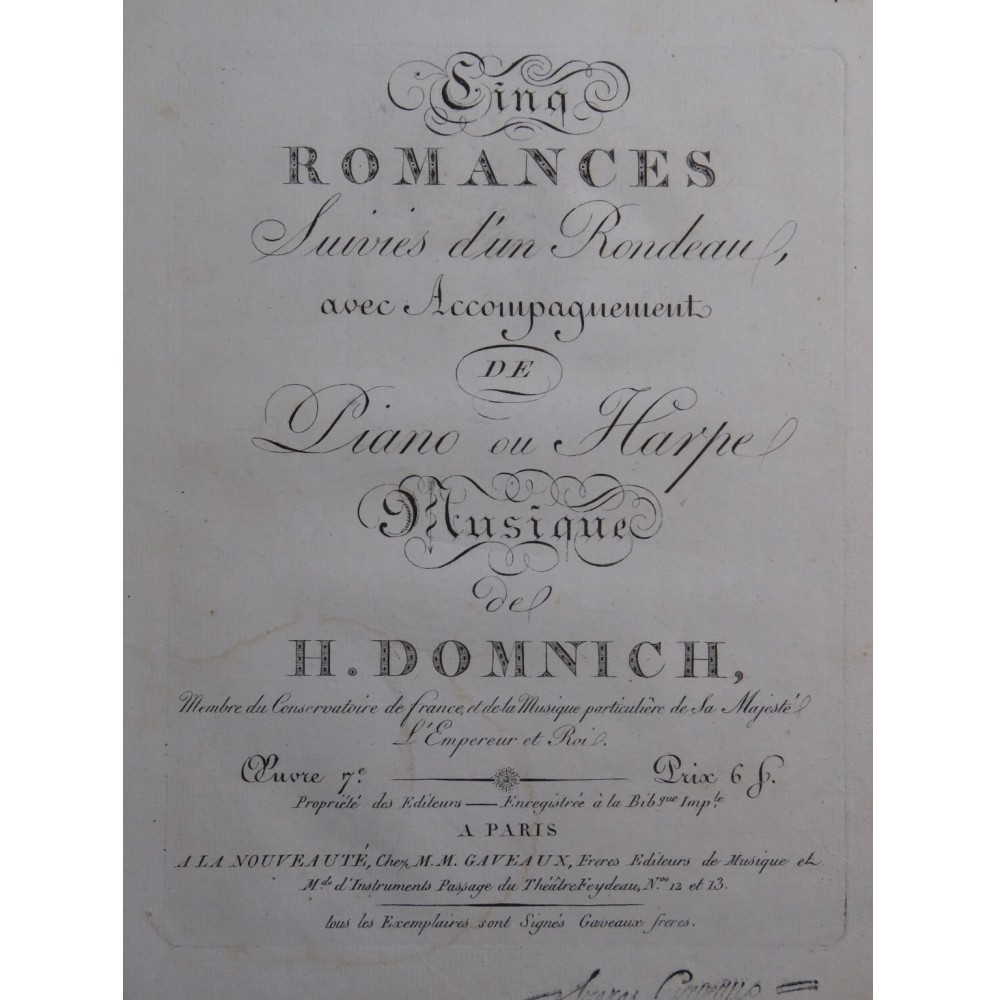 Cinq
ROMANCES
Suivies d'un Rondeau,
avec Accompagnement
DE
Piano ou Harpe
Musique
de
H. DOMNICH,
Membre du Conservatoire de france, et de la Musique particulière de Sa Majesté
L'Empereur et Roi.
Œuvre 7.e Prix 6 f.
Propriété des Editeurs — Enregistrée à la Bib.que Imp.le
A PARIS
A LA NOUVEAUTÉ, Chez M.M. GAVEAUX, Freres Editeurs de Musique et
M.ds d'Instruments Passage du Théâtre Feydeau, N.os 12 et 13.
tous les Exemplaires sont Signés Gaveaux freres.